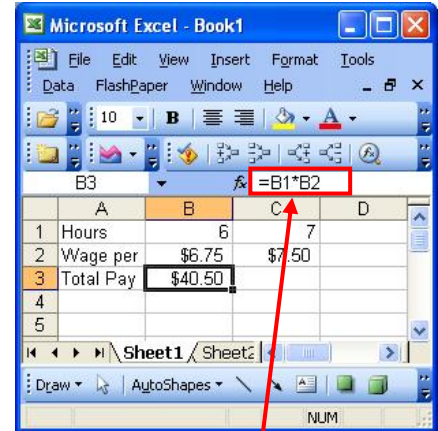 Microsoft Excel - Book1
File Edit View Insert Format Tools
Data FlashPaper Window Help
10 B A
B3 fx =B1*B2
A B C D
1 Hours 6 7
2 Wage per $6.75 $7.50
3 Total Pay $40.50
4
5
Sheet1 Sheet2
Draw AutoShapes
NUM